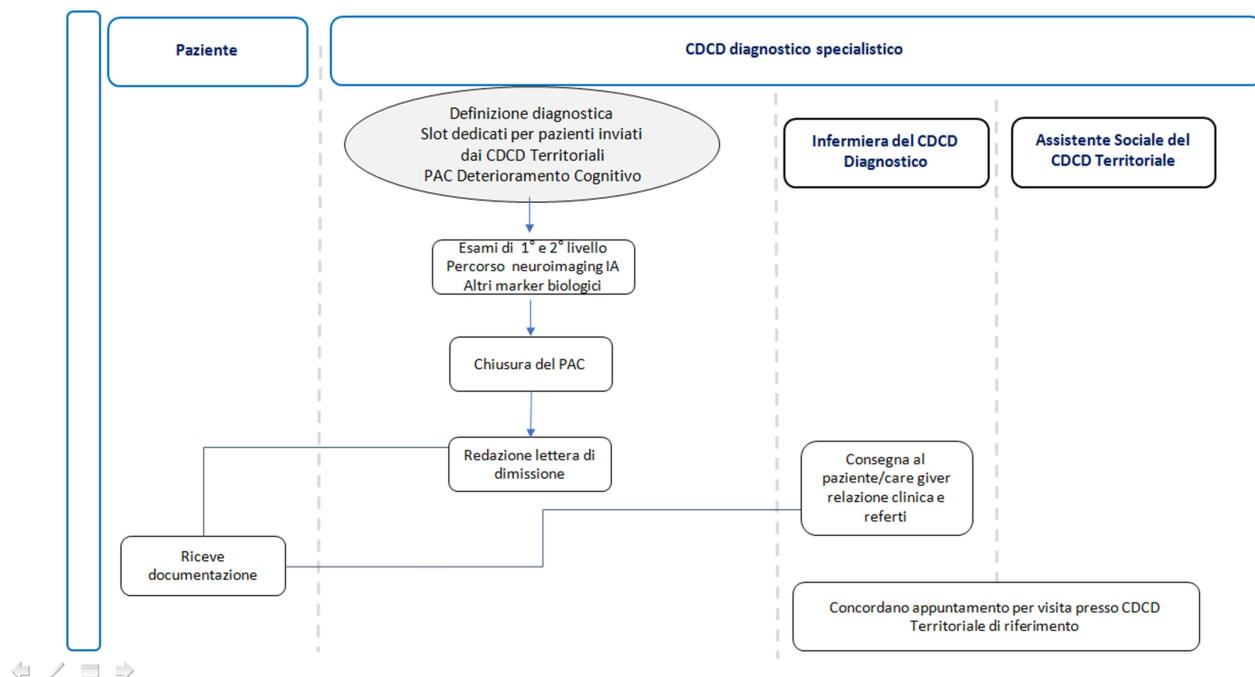 Paziente
CDCD diagnostico specialistico
Definizione diagnostica
Slot dedicati per pazienti inviati
dai CDCD Territoriali
PAC Deterioramento Cognitivo
Infermiera del CDCD
Diagnostico
Assistente Sociale del
CDCD Territoriale
Esami di 1° e 2° livello
Percorso neuroimaging IA
Altri marker biologici
Chiusura del PAC
Redazione lettera di
dimissione
Consegna al
paziente/care giver
relazione clinica e
referti
Riceve
documentazione
Concordano appuntamento per visita presso CDCD
Territoriale di riferimento